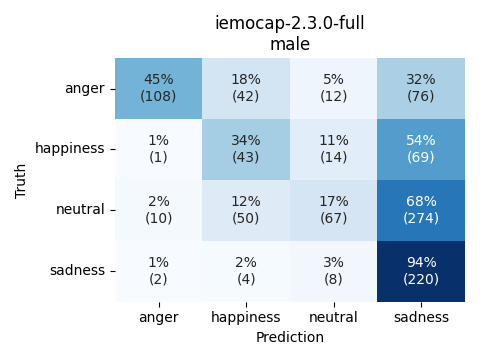 iemocap-2.3.0-full
male
Truth
anger
45% 18% 5% 32%
(108) (42) (12) (76)
happiness
1% 34% 11% 54%
(1) (43) (14) (69)
neutral
2% 12% 17% 68%
(10) (50) (67) (274)
sadness
1% 2% 3% 94%
(2) (4) (8) (220)
anger happiness neutral sadness
Prediction